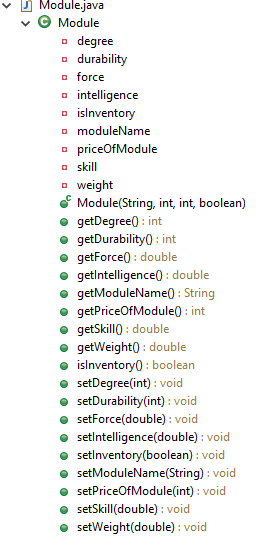 Module.java
Module
degree
durability
force
intelligence
isInventory
moduleName
priceOfModule
skill
weight
Module(String, int, int, boolean)
getDegree() : int
getDurability() : int
getForce() : double
getIntelligence() : double
getModuleName() : String
getPriceOfModule() : int
getSkill() : double
getWeight() : double
isInventory() : boolean
setDegree(int) : void
setDurability(int) : void
setForce(double) : void
setIntelligence(double) : void
setInventory(boolean) : void
setModuleName(String) : void
setPriceOfModule(int) : void
setSkill(double) : void
setWeight(double) : void